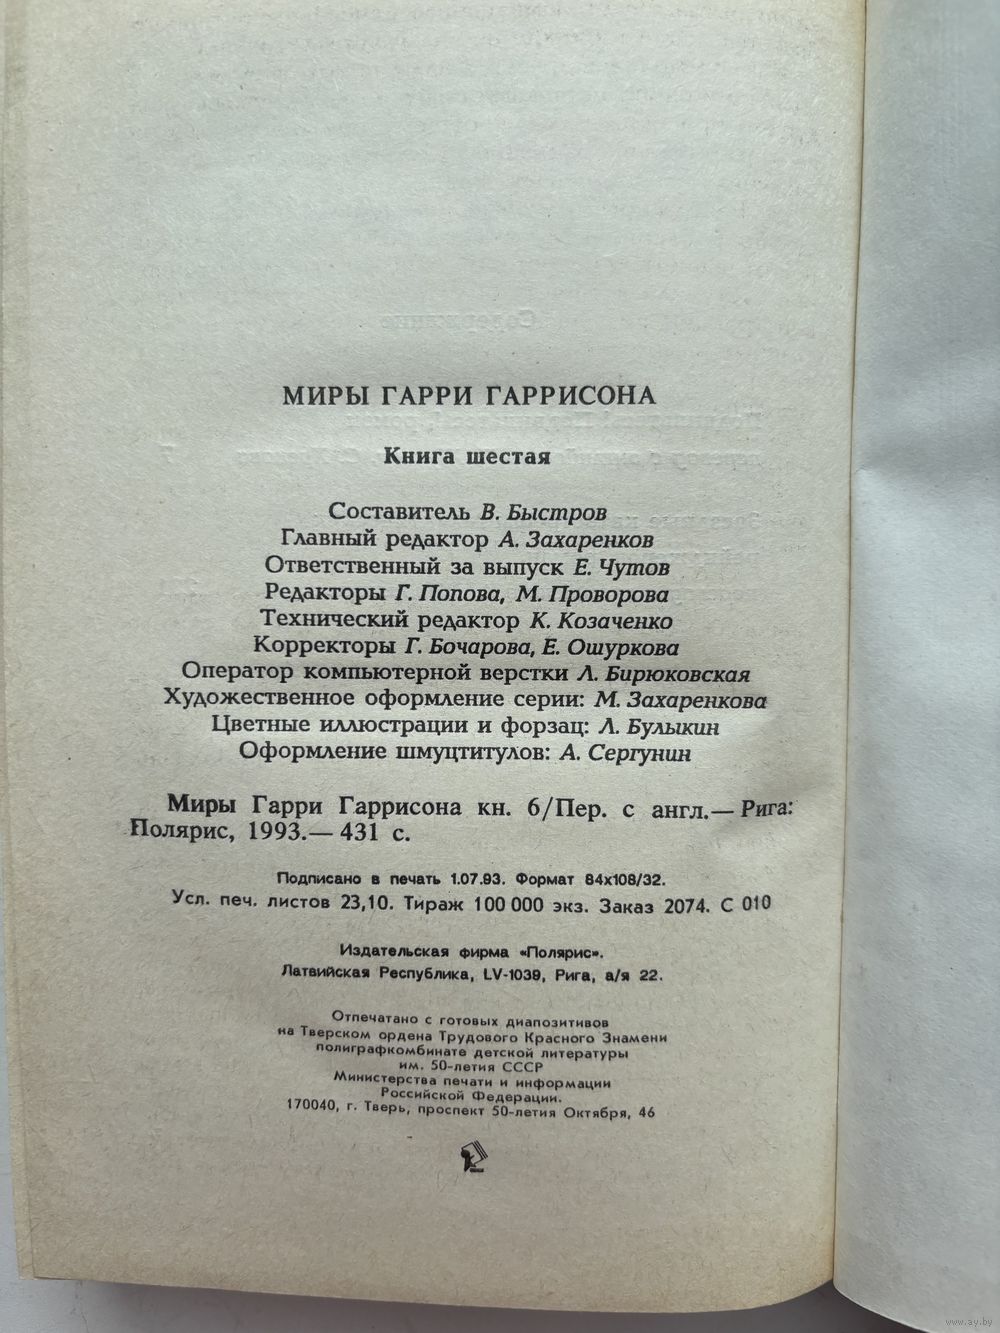 МИРЫ ГАРРИ ГАРРИСОНА
Книга шестая
Составитель В. Быстров
Главный редактор А. Захаренков
Ответственный за выпуск Е. Чутов
Редакторы Г. Попова, М. Проворова
Технический редактор К. Козаченко
Корректоры Г. Бочарова, Е. Ошуркова
Оператор компьютерной верстки Л. Бирюковская
Художественное оформление серии: М. Захаренкова
Цветные иллюстрации и форзац: Л. Булыкин
Оформление шмуцтитулов: А. Сергунин
Миры Гарри Гаррисона кн. 6/Пер. с англ.— Рига:
Полярис, 1993.— 431 с.
Подписано в печать 1.07.93. Формат 84х108/32.
Усл. печ. листов 23,10. Тираж 100 000 экз. Заказ 2074. С 010
Издательская фирма «Полярис».
Латвийская Республика, LV-1039, Рига, а/я 22.
Отпечатано с готовых диапозитивов
на Тверском ордена Трудового Красного Знамени
полиграфкомбинате детской литературы
им. 50-летия СССР
Министерства печати и информации
Российской Федерации.
170040, г. Тверь, проспект 50-летия Октября, 46
www.ay.by